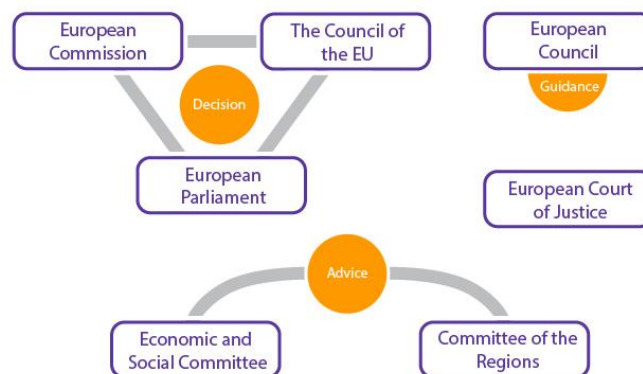 European
Commission
The Council of
the EU
European
Council
Decision
Guidance
European
Parliament
European Court
of Justice
Advice
Economic and
Social Committee
Committee of the
Regions